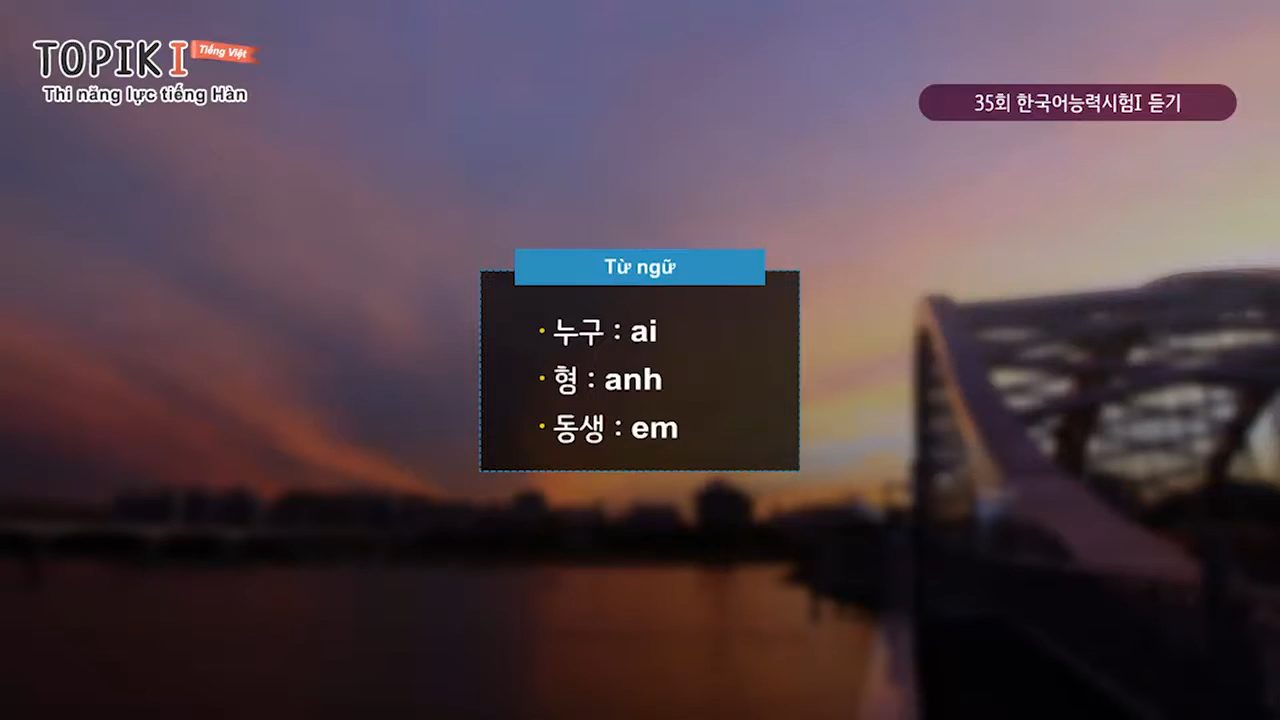 TOPIK I Tiếng Việt
Thi năng lực tiếng Hàn
35회 한국어능력시험I 듣기
Từ ngữ
· 누구 : ai
· 형 : anh
· 동생 : em